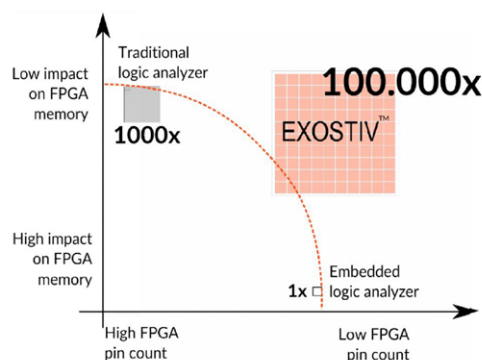 Traditional
logic analyzer
Low impact
on FPGA
memory
1000x
100.000x
EXOSTIV™
High impact
on FPGA
memory
Embedded
1x logic analyzer
High FPGA
pin count
Low FPGA
pin count